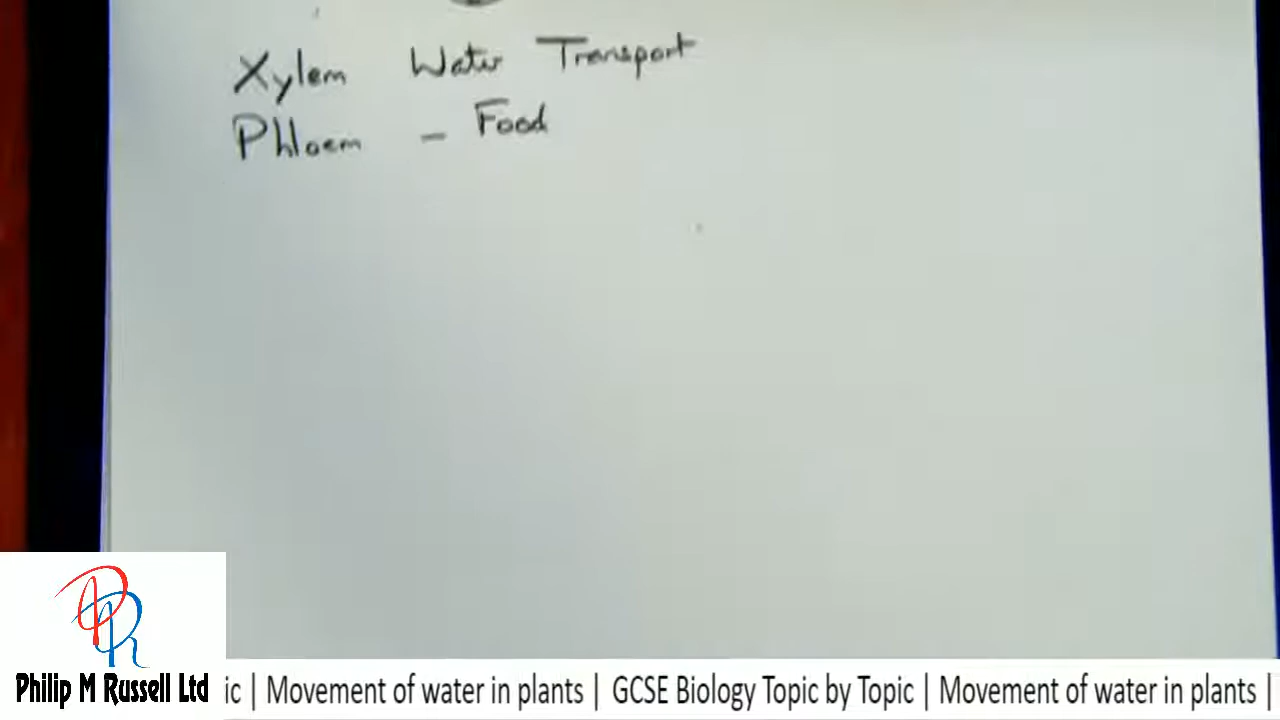 Xylem Water Transport
Phloem – Food
Philip M Russell Ltd
ic | Movement of water in plants | GCSE Biology Topic by Topic | Movement of water in plants |